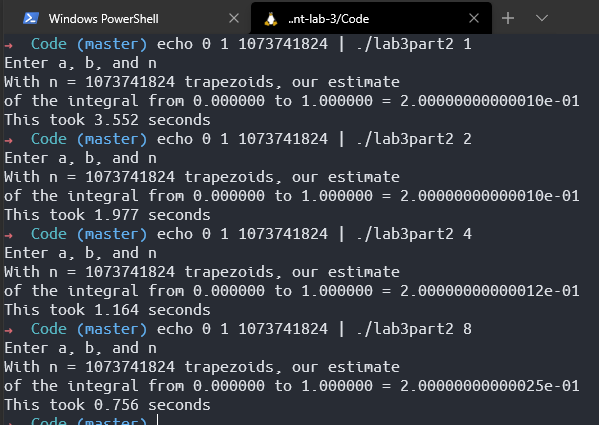 Windows PowerShell
..nt-lab-3/Code
→ Code (master) echo 0 1 1073741824 | ./lab3part2 1
Enter a, b, and n
With n = 1073741824 trapezoids, our estimate
of the integral from 0.000000 to 1.000000 = 2.00000000000010e-01
This took 3.552 seconds
→ Code (master) echo 0 1 1073741824 | ./lab3part2 2
Enter a, b, and n
With n = 1073741824 trapezoids, our estimate
of the integral from 0.000000 to 1.000000 = 2.00000000000010e-01
This took 1.977 seconds
→ Code (master) echo 0 1 1073741824 | ./lab3part2 4
Enter a, b, and n
With n = 1073741824 trapezoids, our estimate
of the integral from 0.000000 to 1.000000 = 2.00000000000012e-01
This took 1.164 seconds
→ Code (master) echo 0 1 1073741824 | ./lab3part2 8
Enter a, b, and n
With n = 1073741824 trapezoids, our estimate
of the integral from 0.000000 to 1.000000 = 2.00000000000025e-01
This took 0.756 seconds
→ Code (master)